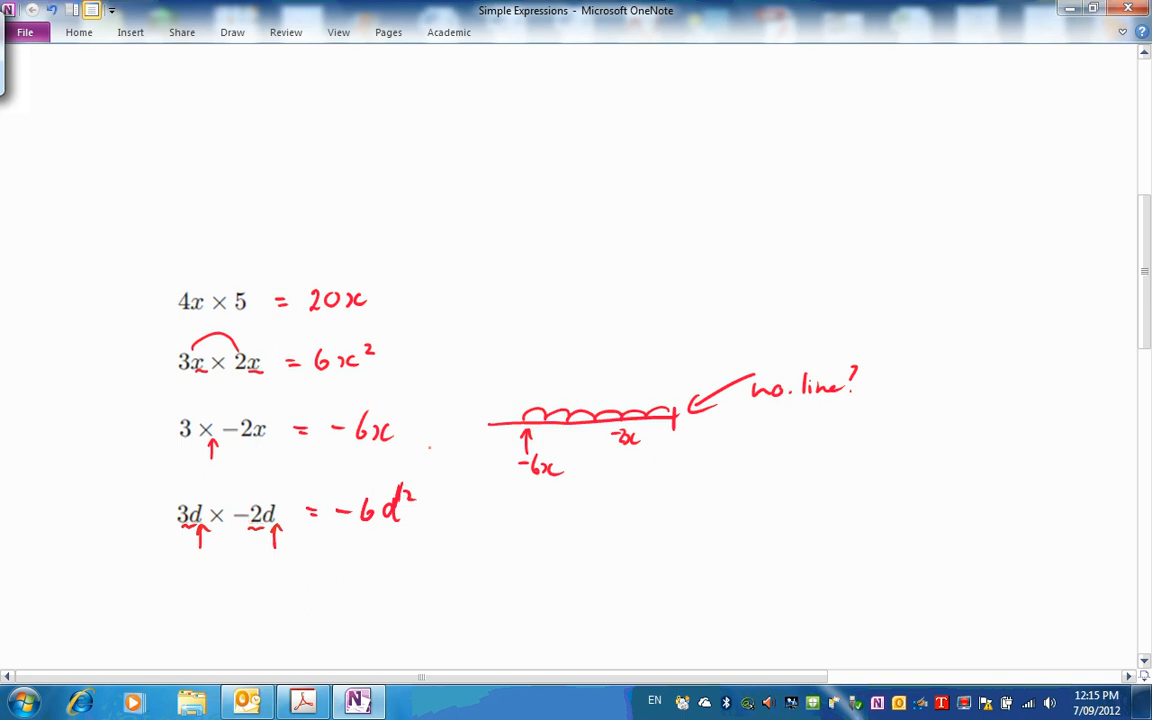 Simple Expressions - Microsoft OneNote
File Home Insert Share Draw Review View Pages Academic
4x × 5 = 20x
3x × 2x = 6x²
no. line?
3 × −2x = -6x
-3x
-6x
3d × −2d = -6d²
EN
12:15 PM
7/09/2012